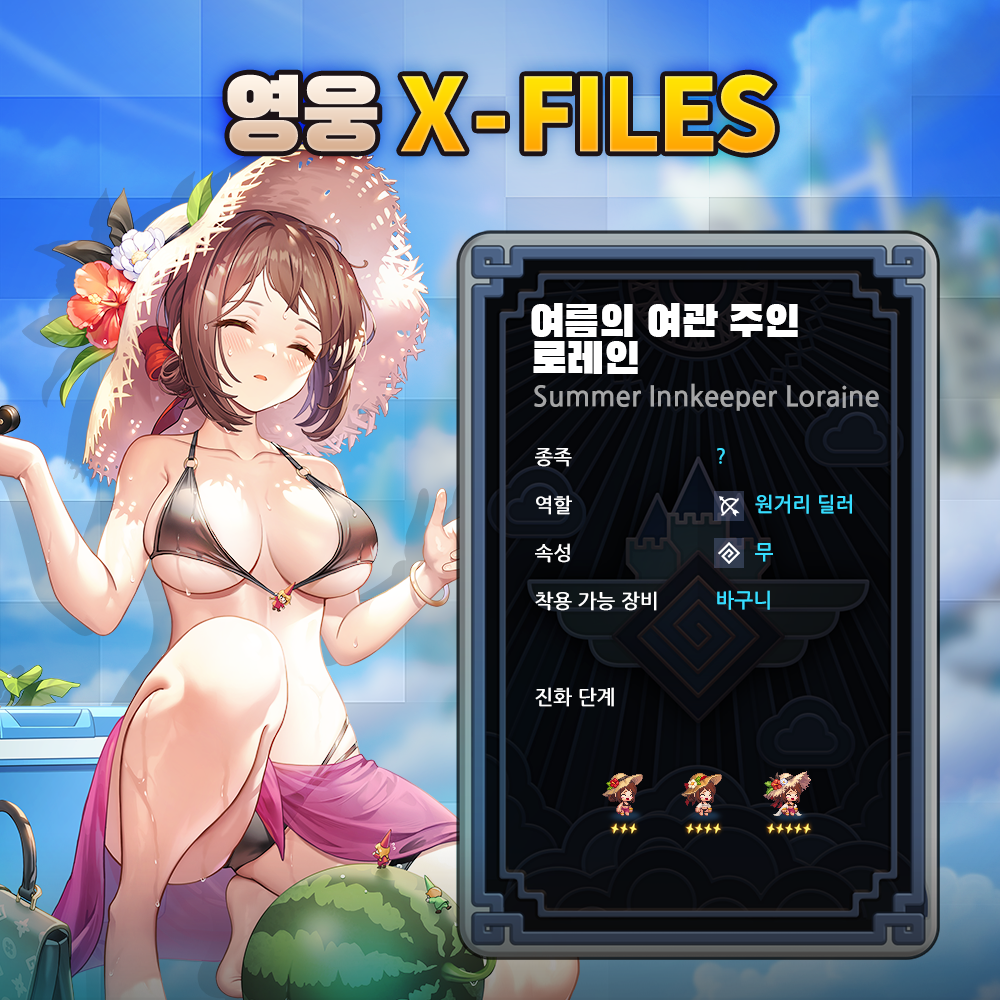 영웅 X-FILES
여름의 여관 주인
로레인
Summer Innkeeper Loraine
종족 ?
역할 원거리 딜러
속성 무
착용 가능 장비 바구니
진화 단계